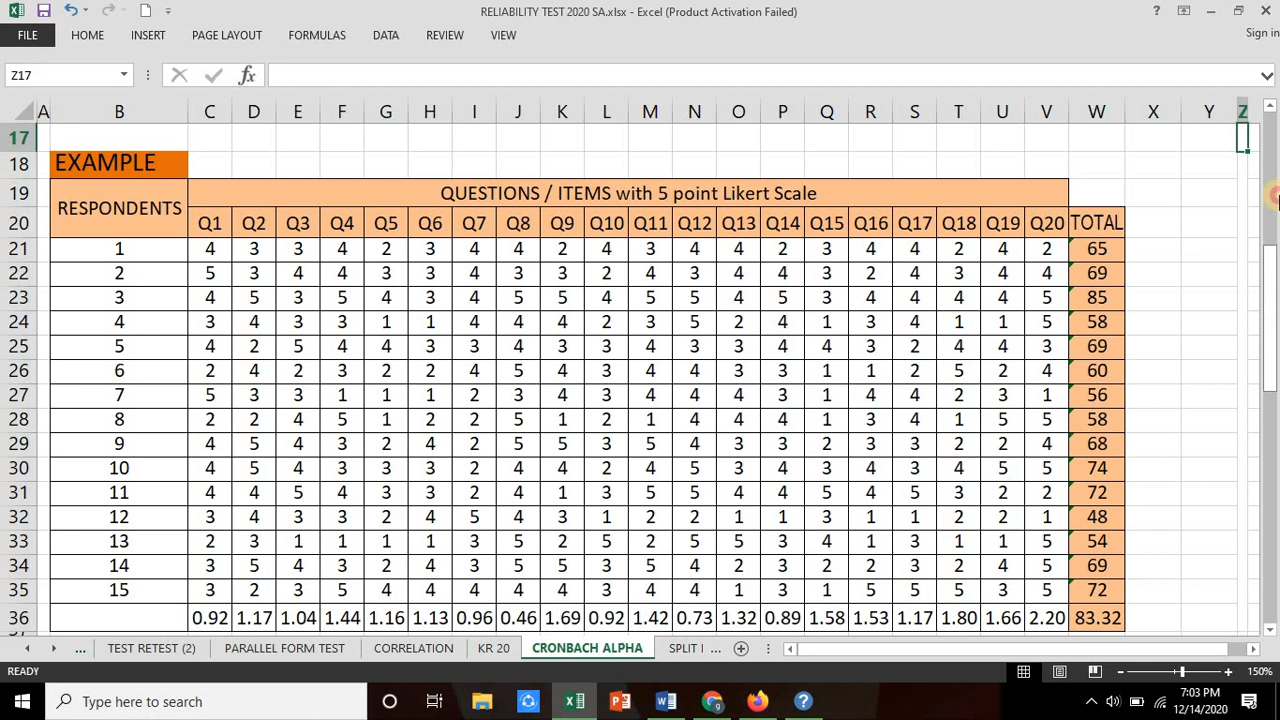 RELIABILITY TEST 2020 SA.xlsx - Excel (Product Activation Failed)
FILE HOME INSERT PAGE LAYOUT FORMULAS DATA REVIEW VIEW Sign in
Z17 fx
A B C D E F G H I J K L M N O P Q R S T U V W X Y Z
17
18 EXAMPLE
19 RESPONDENTS QUESTIONS / ITEMS with 5 point Likert Scale
20 Q1 Q2 Q3 Q4 Q5 Q6 Q7 Q8 Q9 Q10 Q11 Q12 Q13 Q14 Q15 Q16 Q17 Q18 Q19 Q20 TOTAL
21 1 4 3 3 4 2 3 4 4 2 4 3 4 4 2 3 4 4 2 4 2 65
22 2 5 3 4 4 3 3 4 3 3 2 4 3 4 4 3 2 4 3 4 4 69
23 3 4 5 3 5 4 3 4 5 5 4 5 5 4 5 3 4 4 4 4 5 85
24 4 3 4 3 3 1 1 4 4 4 2 3 5 2 4 1 3 4 1 1 5 58
25 5 4 2 5 4 4 3 3 4 3 3 4 3 3 4 4 3 2 4 4 3 69
26 6 2 4 2 3 2 2 4 5 4 3 4 4 3 3 1 1 2 5 2 4 60
27 7 5 3 3 1 1 1 2 3 4 3 4 4 3 4 1 4 4 2 3 1 56
28 8 2 2 4 5 1 2 2 5 1 2 1 4 4 4 1 3 4 1 5 5 58
29 9 4 5 4 3 2 4 2 5 5 3 5 4 3 3 2 3 3 2 2 4 68
30 10 4 5 4 3 3 3 2 4 4 2 4 5 3 4 3 4 3 4 5 5 74
31 11 4 4 5 4 3 3 2 4 1 3 5 5 4 4 5 4 5 3 2 2 72
32 12 3 4 3 3 2 4 5 4 3 1 2 2 1 1 3 1 1 2 2 1 48
33 13 2 3 1 1 1 1 3 5 2 5 2 5 5 3 4 1 3 1 1 5 54
34 14 3 5 4 3 2 4 3 5 5 3 5 4 2 3 2 2 3 2 4 5 69
35 15 3 2 3 5 4 4 4 4 4 3 4 4 1 3 1 5 5 5 3 5 72
36 0.92 1.17 1.04 1.44 1.16 1.13 0.96 0.46 1.69 0.92 1.42 0.73 1.32 0.89 1.58 1.53 1.17 1.80 1.66 2.20 83.32
... TEST RETEST (2) PARALLEL FORM TEST CORRELATION KR 20 CRONBACH ALPHA SPLIT I ...
READY 150%
Type here to search 7:03 PM
12/14/2020